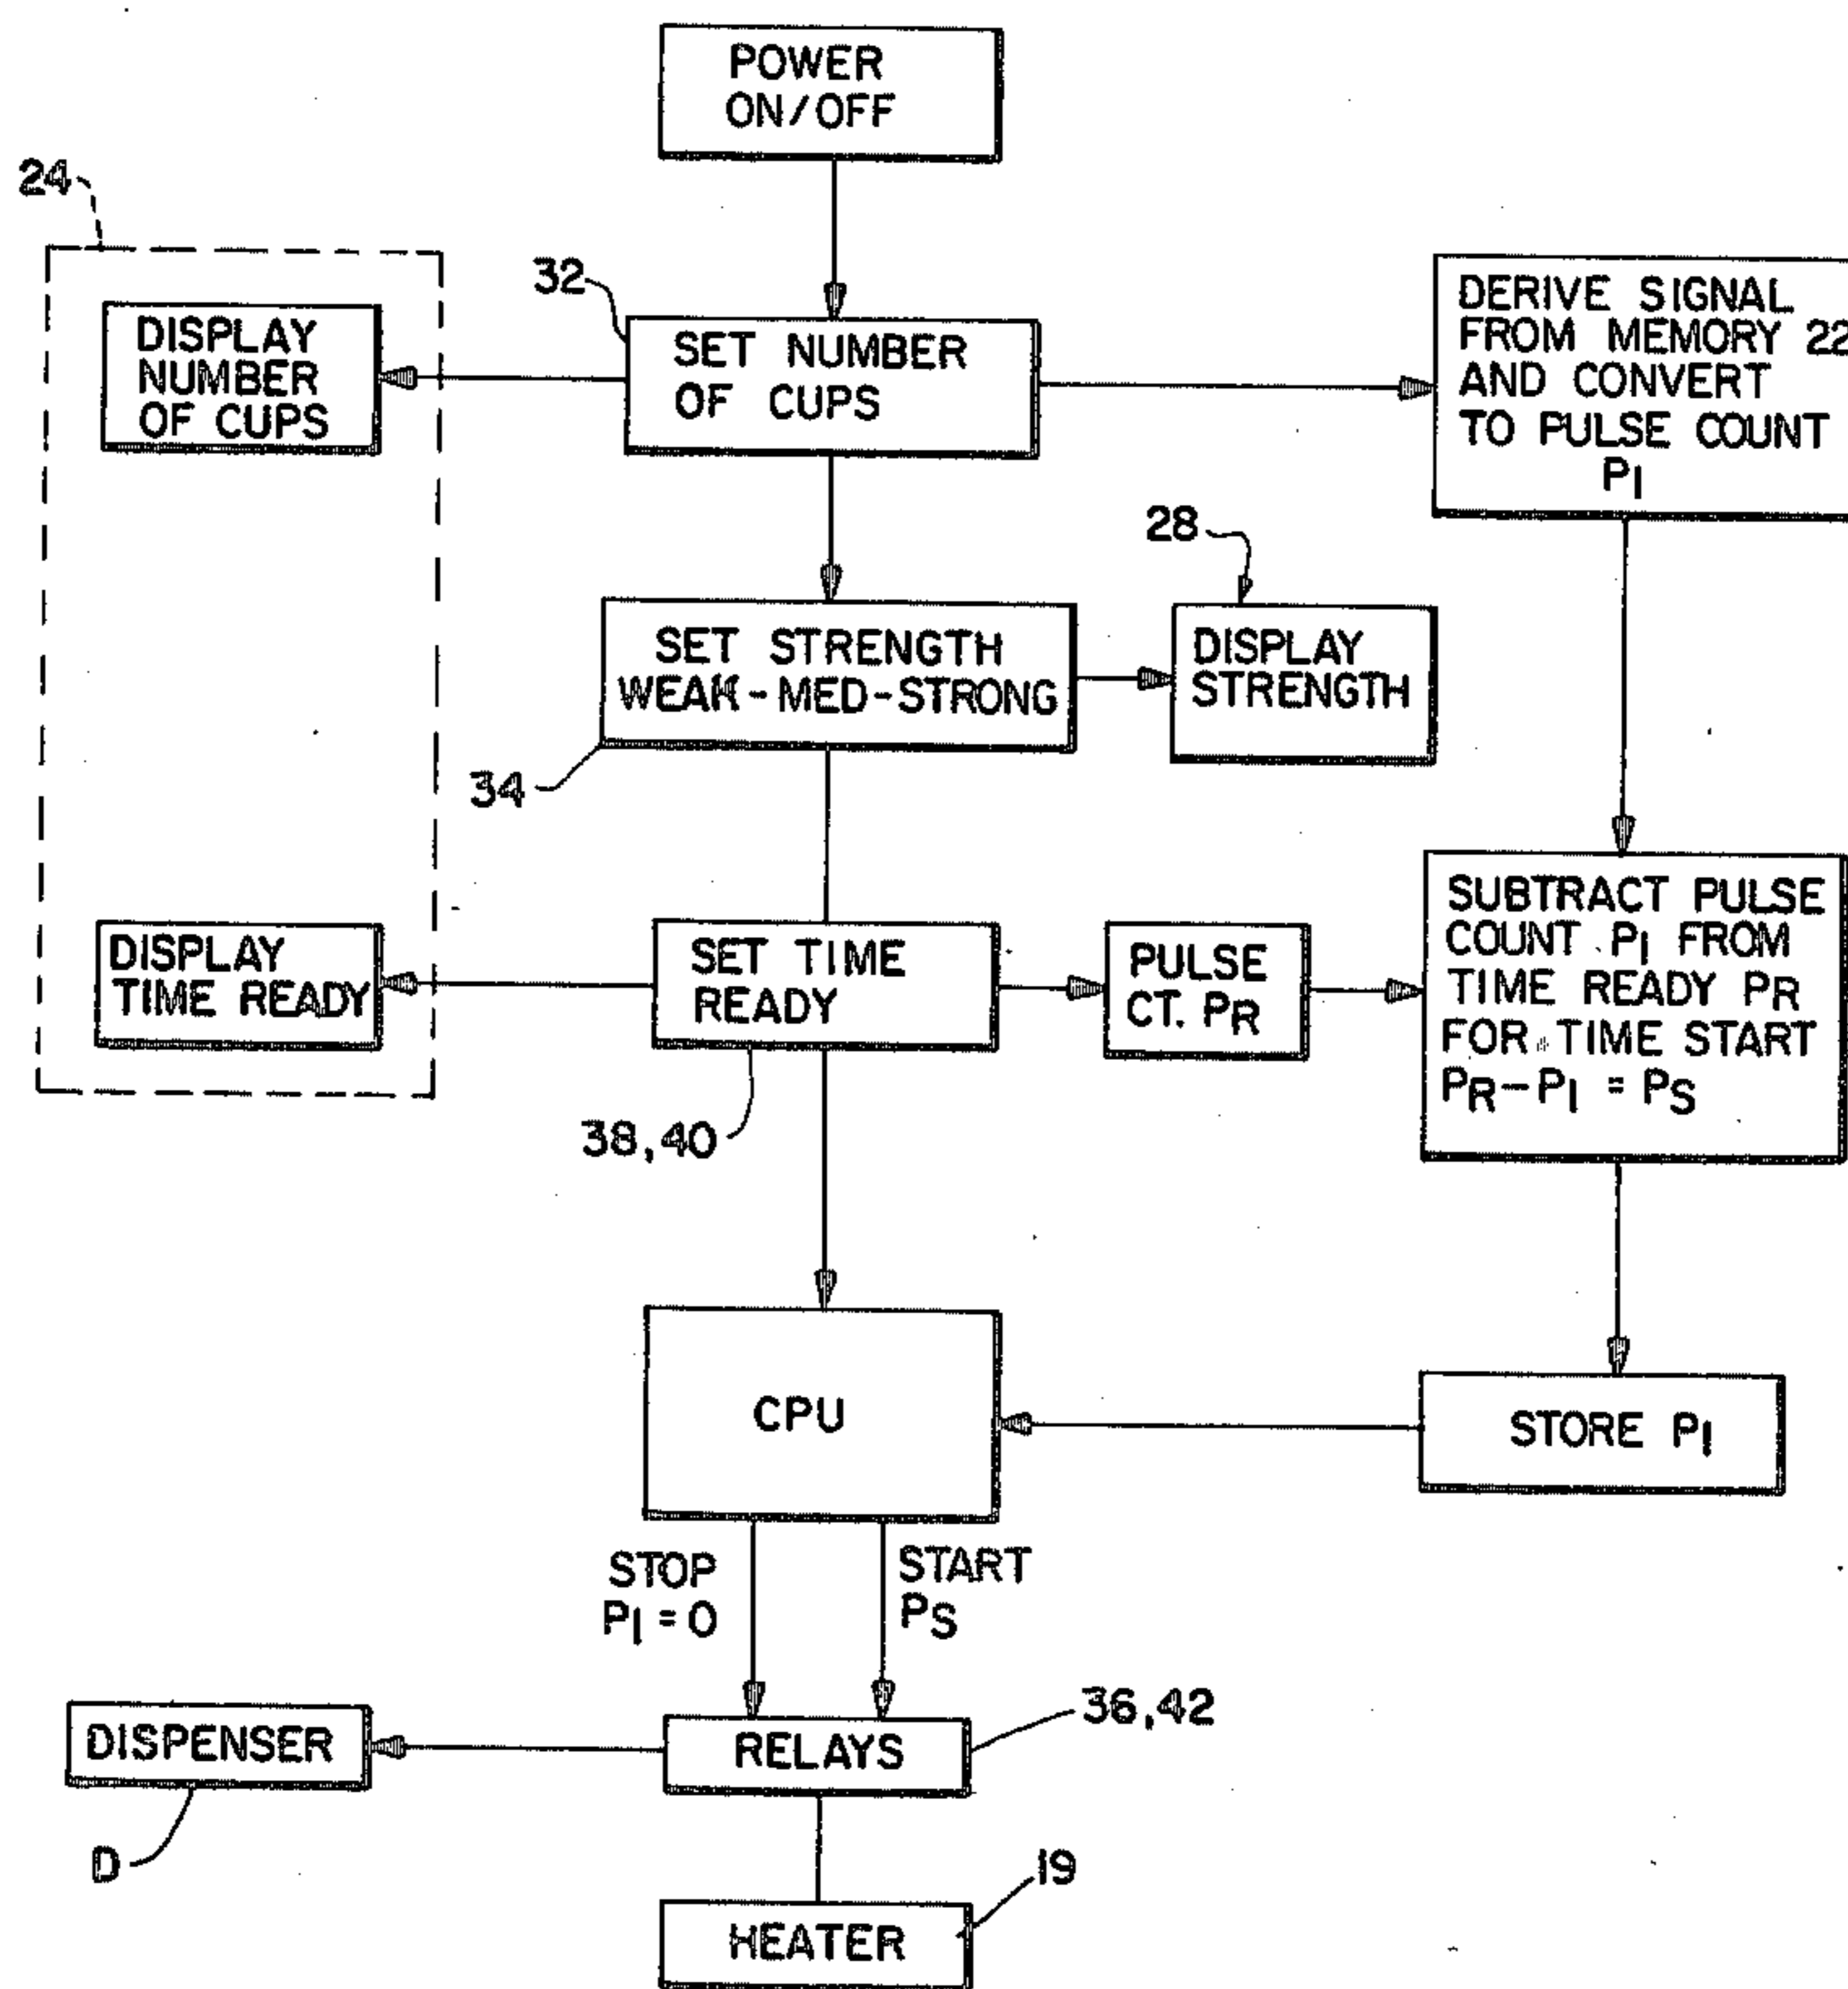 POWER
ON/OFF
24
32
DISPLAY
NUMBER
OF CUPS
SET NUMBER
OF CUPS
DERIVE SIGNAL
FROM MEMORY 22
AND CONVERT
TO PULSE COUNT
P1
28
SET STRENGTH
WEAK-MED-STRONG
DISPLAY
STRENGTH
34
DISPLAY
TIME READY
SET TIME
READY
PULSE
CT. PR
SUBTRACT PULSE
COUNT P1 FROM
TIME READY PR
FOR TIME START
PR-P1 = PS
38,40
CPU
STORE P1
STOP
P1 = 0
START
PS
DISPENSER
RELAYS
36,42
D
19
HEATER